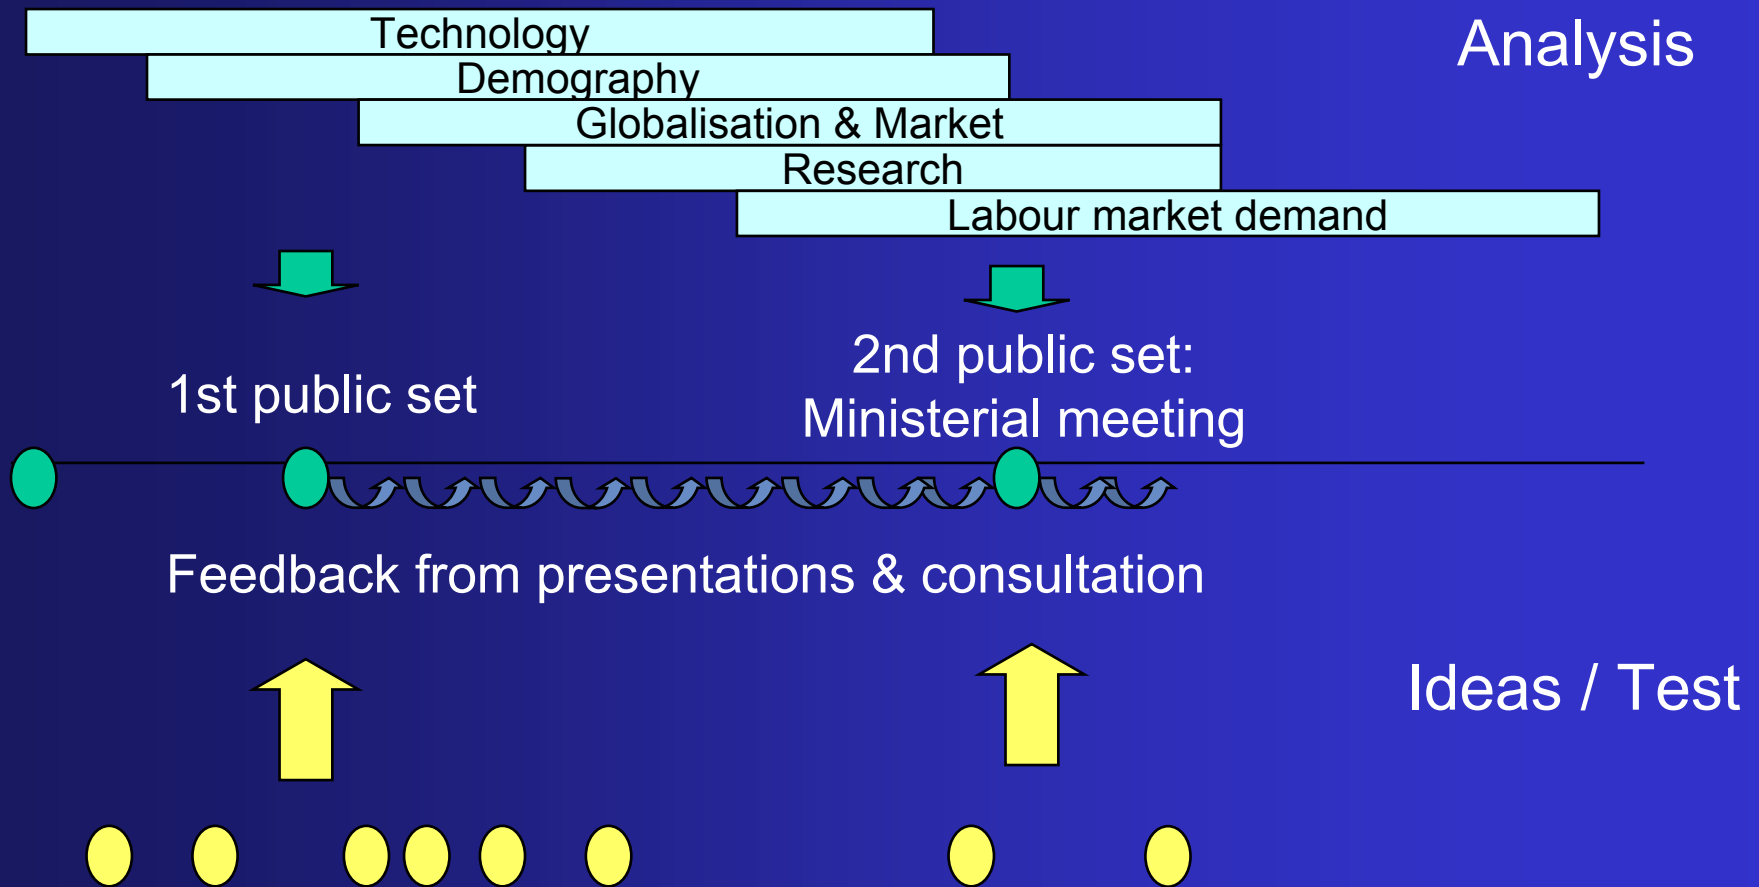 Technology
Analysis
Demography
Globalisation & Market
Research
Labour market demand
1st public set
2nd public set:
Ministerial meeting
Feedback from presentations & consultation
Ideas / Test